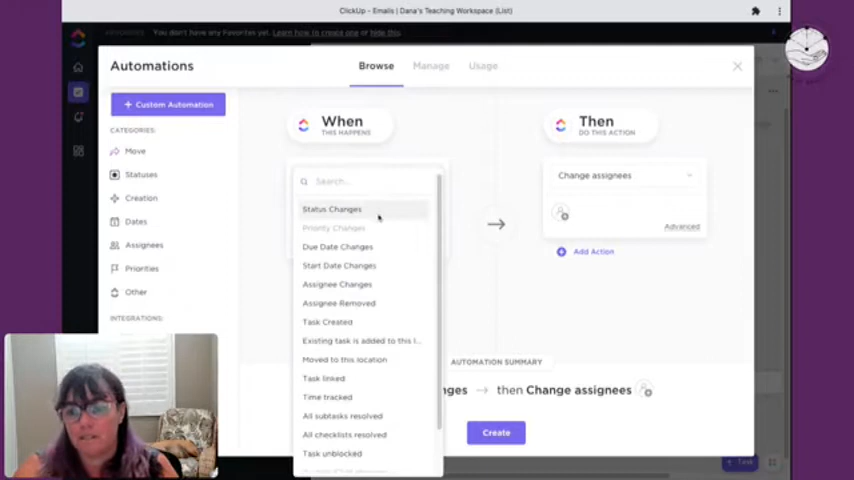 ClickUp - Emails | Dana's Teaching Workspace (List)
You don't have any Favorites yet. Learn how to create one or hide this.
Automations
Browse
Manage
Usage
+ Custom Automation
CATEGORIES:
Move
Statuses
Creation
Dates
Assignees
Priorities
Other
INTEGRATIONS:
When
THIS HAPPENS
Search...
Status Changes
Priority Changes
Due Date Changes
Start Date Changes
Assignee Changes
Assignee Removed
Task Created
Existing task is added to this l...
Moved to this location
Task linked
Time tracked
All subtasks resolved
All checklists resolved
Task unblocked
Then
DO THIS ACTION
Change assignees
Advanced
+ Add Action
AUTOMATION SUMMARY
nges → then Change assignees
Create
+ Task